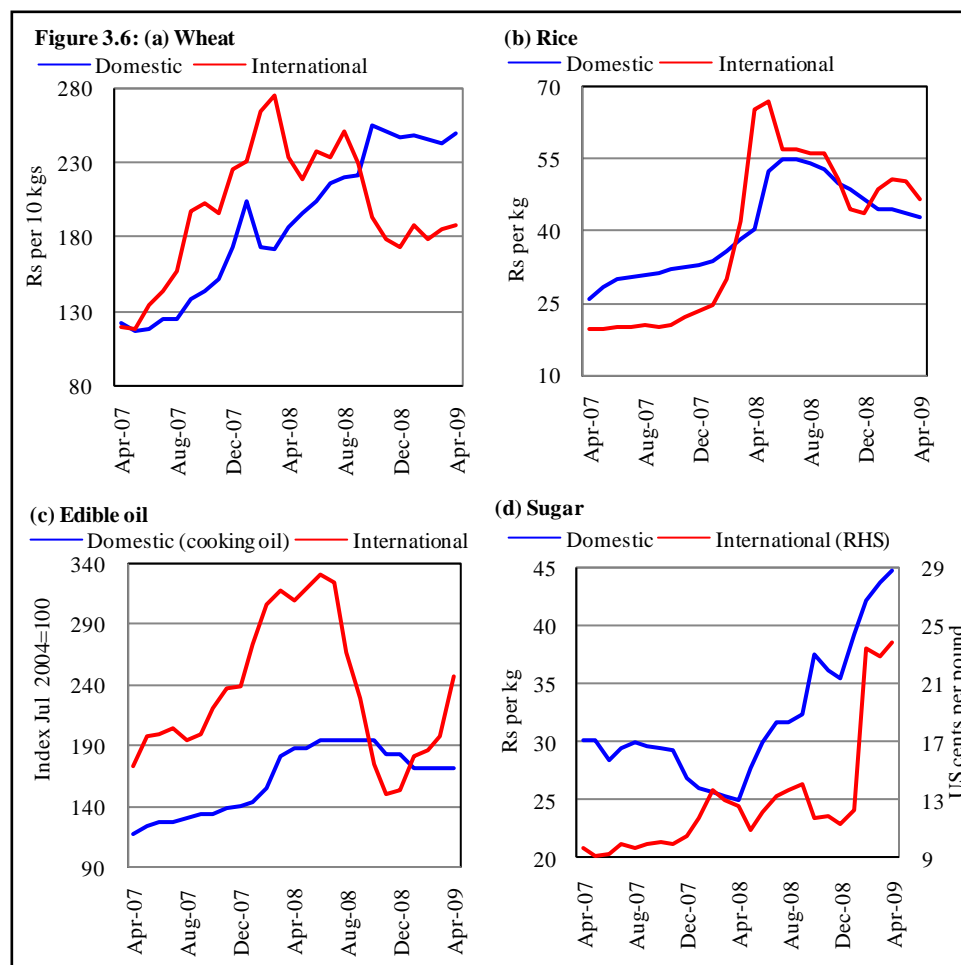 Figure 3.6: (a) Wheat
Domestic International
Rs per 10 kgs
280
230
180
130
80
Apr-07
Aug-07
Dec-07
Apr-08
Aug-08
Dec-08
Apr-09
(b) Rice
Domestic International
Rs per kg
70
55
40
25
10
Apr-07
Aug-07
Dec-07
Apr-08
Aug-08
Dec-08
Apr-09
(c) Edible oil
Domestic (cooking oil) International
Index Jul 2004=100
340
290
240
190
140
90
Apr-07
Aug-07
Dec-07
Apr-08
Aug-08
Dec-08
Apr-09
(d) Sugar
Domestic International (RHS)
Rs per kg
45
40
35
30
25
20
29
25
21
17
13
9
US cents per pound
Apr-07
Aug-07
Dec-07
Apr-08
Aug-08
Dec-08
Apr-09